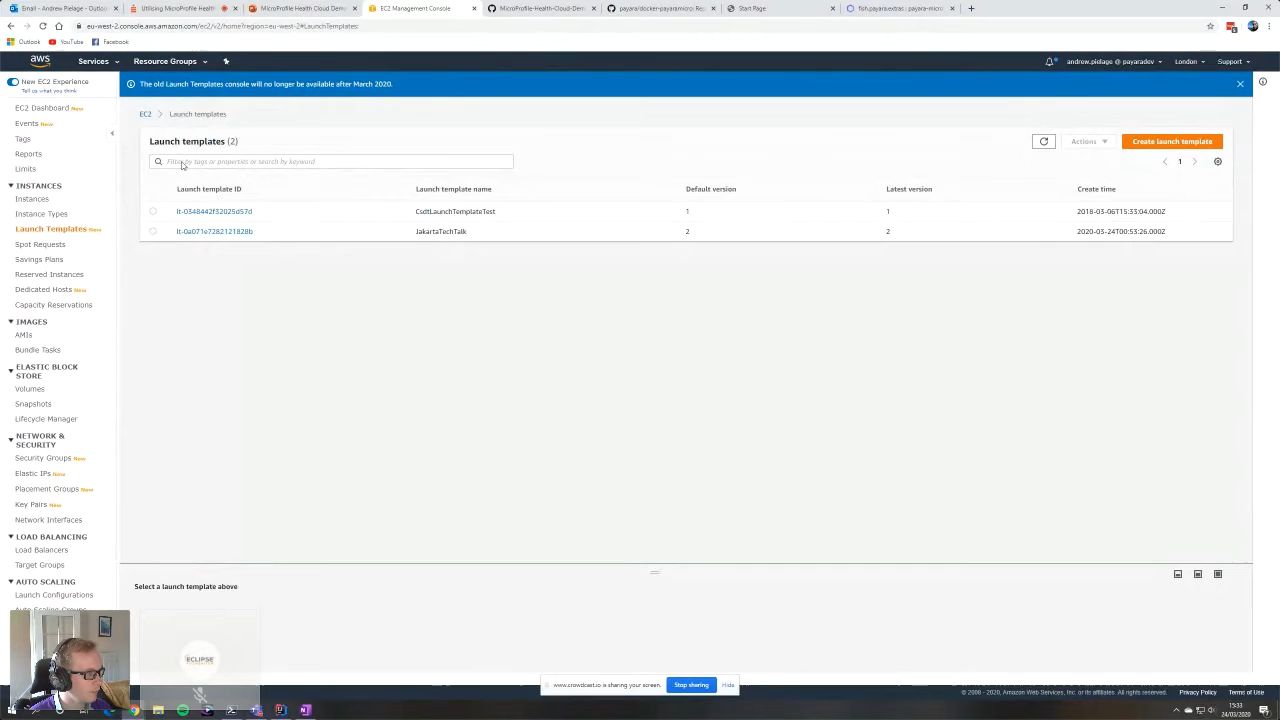 Email - Andrew Pielage - Outloo
Utilising MicroProfile Health
MicroProfile Health Cloud Demo
EC2 Management Console
MicroProfile-Health-Cloud-Dem
payara/docker-payaramicro: Rep
Start Page
fish.payara.extras : payara-micro
eu-west-2.console.aws.amazon.com/ec2/v2/home?region=eu-west-2#LaunchTemplates:
Outlook
YouTube
Facebook
aws
Services
Resource Groups
andrew.pielage @ payaradev
London
Support
New EC2 Experience
Tell us what you think
EC2 Dashboard New
Events New
Tags
Reports
Limits
INSTANCES
Instances
Instance Types
Launch Templates New
Spot Requests
Savings Plans
Reserved Instances
Dedicated Hosts New
Capacity Reservations
IMAGES
AMIs
Bundle Tasks
ELASTIC BLOCK
STORE
Volumes
Snapshots
Lifecycle Manager
NETWORK &
SECURITY
Security Groups New
Elastic IPs New
Placement Groups New
Key Pairs New
Network Interfaces
LOAD BALANCING
Load Balancers
Target Groups
AUTO SCALING
Launch Configurations
Auto Scaling Groups
The old Launch Templates console will no longer be available after March 2020.
EC2 > Launch templates
Launch templates (2)
Actions
Create launch template
Filter by tags or properties or search by keyword
1
Launch template ID Launch template name Default version Latest version Create time
lt-0348442f32025d57d CsdtLaunchTemplateTest 1 1 2018-03-06T15:33:04.000Z
lt-0a071e7282121828b JakartaTechTalk 2 2 2020-03-24T00:53:26.000Z
Select a launch template above
ECLIPSE
www.crowdcast.io is sharing your screen.
Stop sharing
Hide
© 2008 - 2020, Amazon Web Services, Inc. or its affiliates. All rights reserved.
Privacy Policy
Terms of Use
15:33
24/03/2020